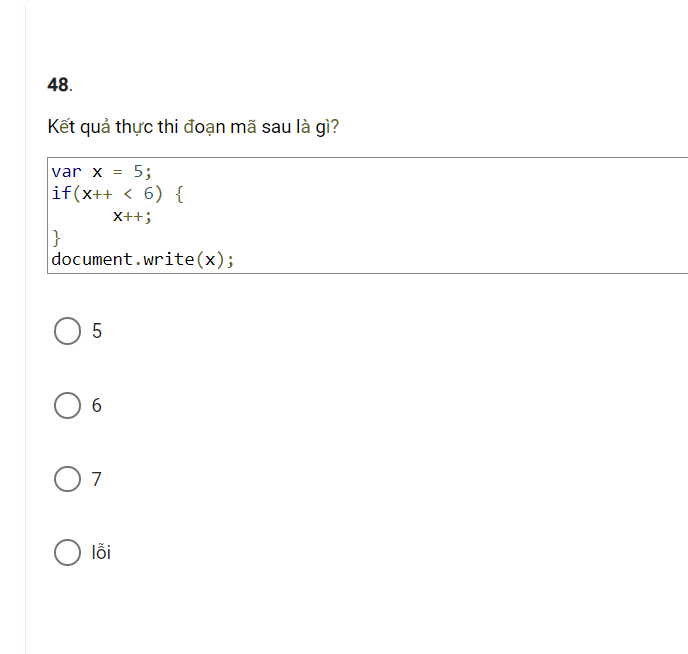 48.
Kết quả thực thi đoạn mã sau là gì?
var x = 5;
if(x++ < 6) {
      x++;
}
document.write(x);
5
6
7
lỗi